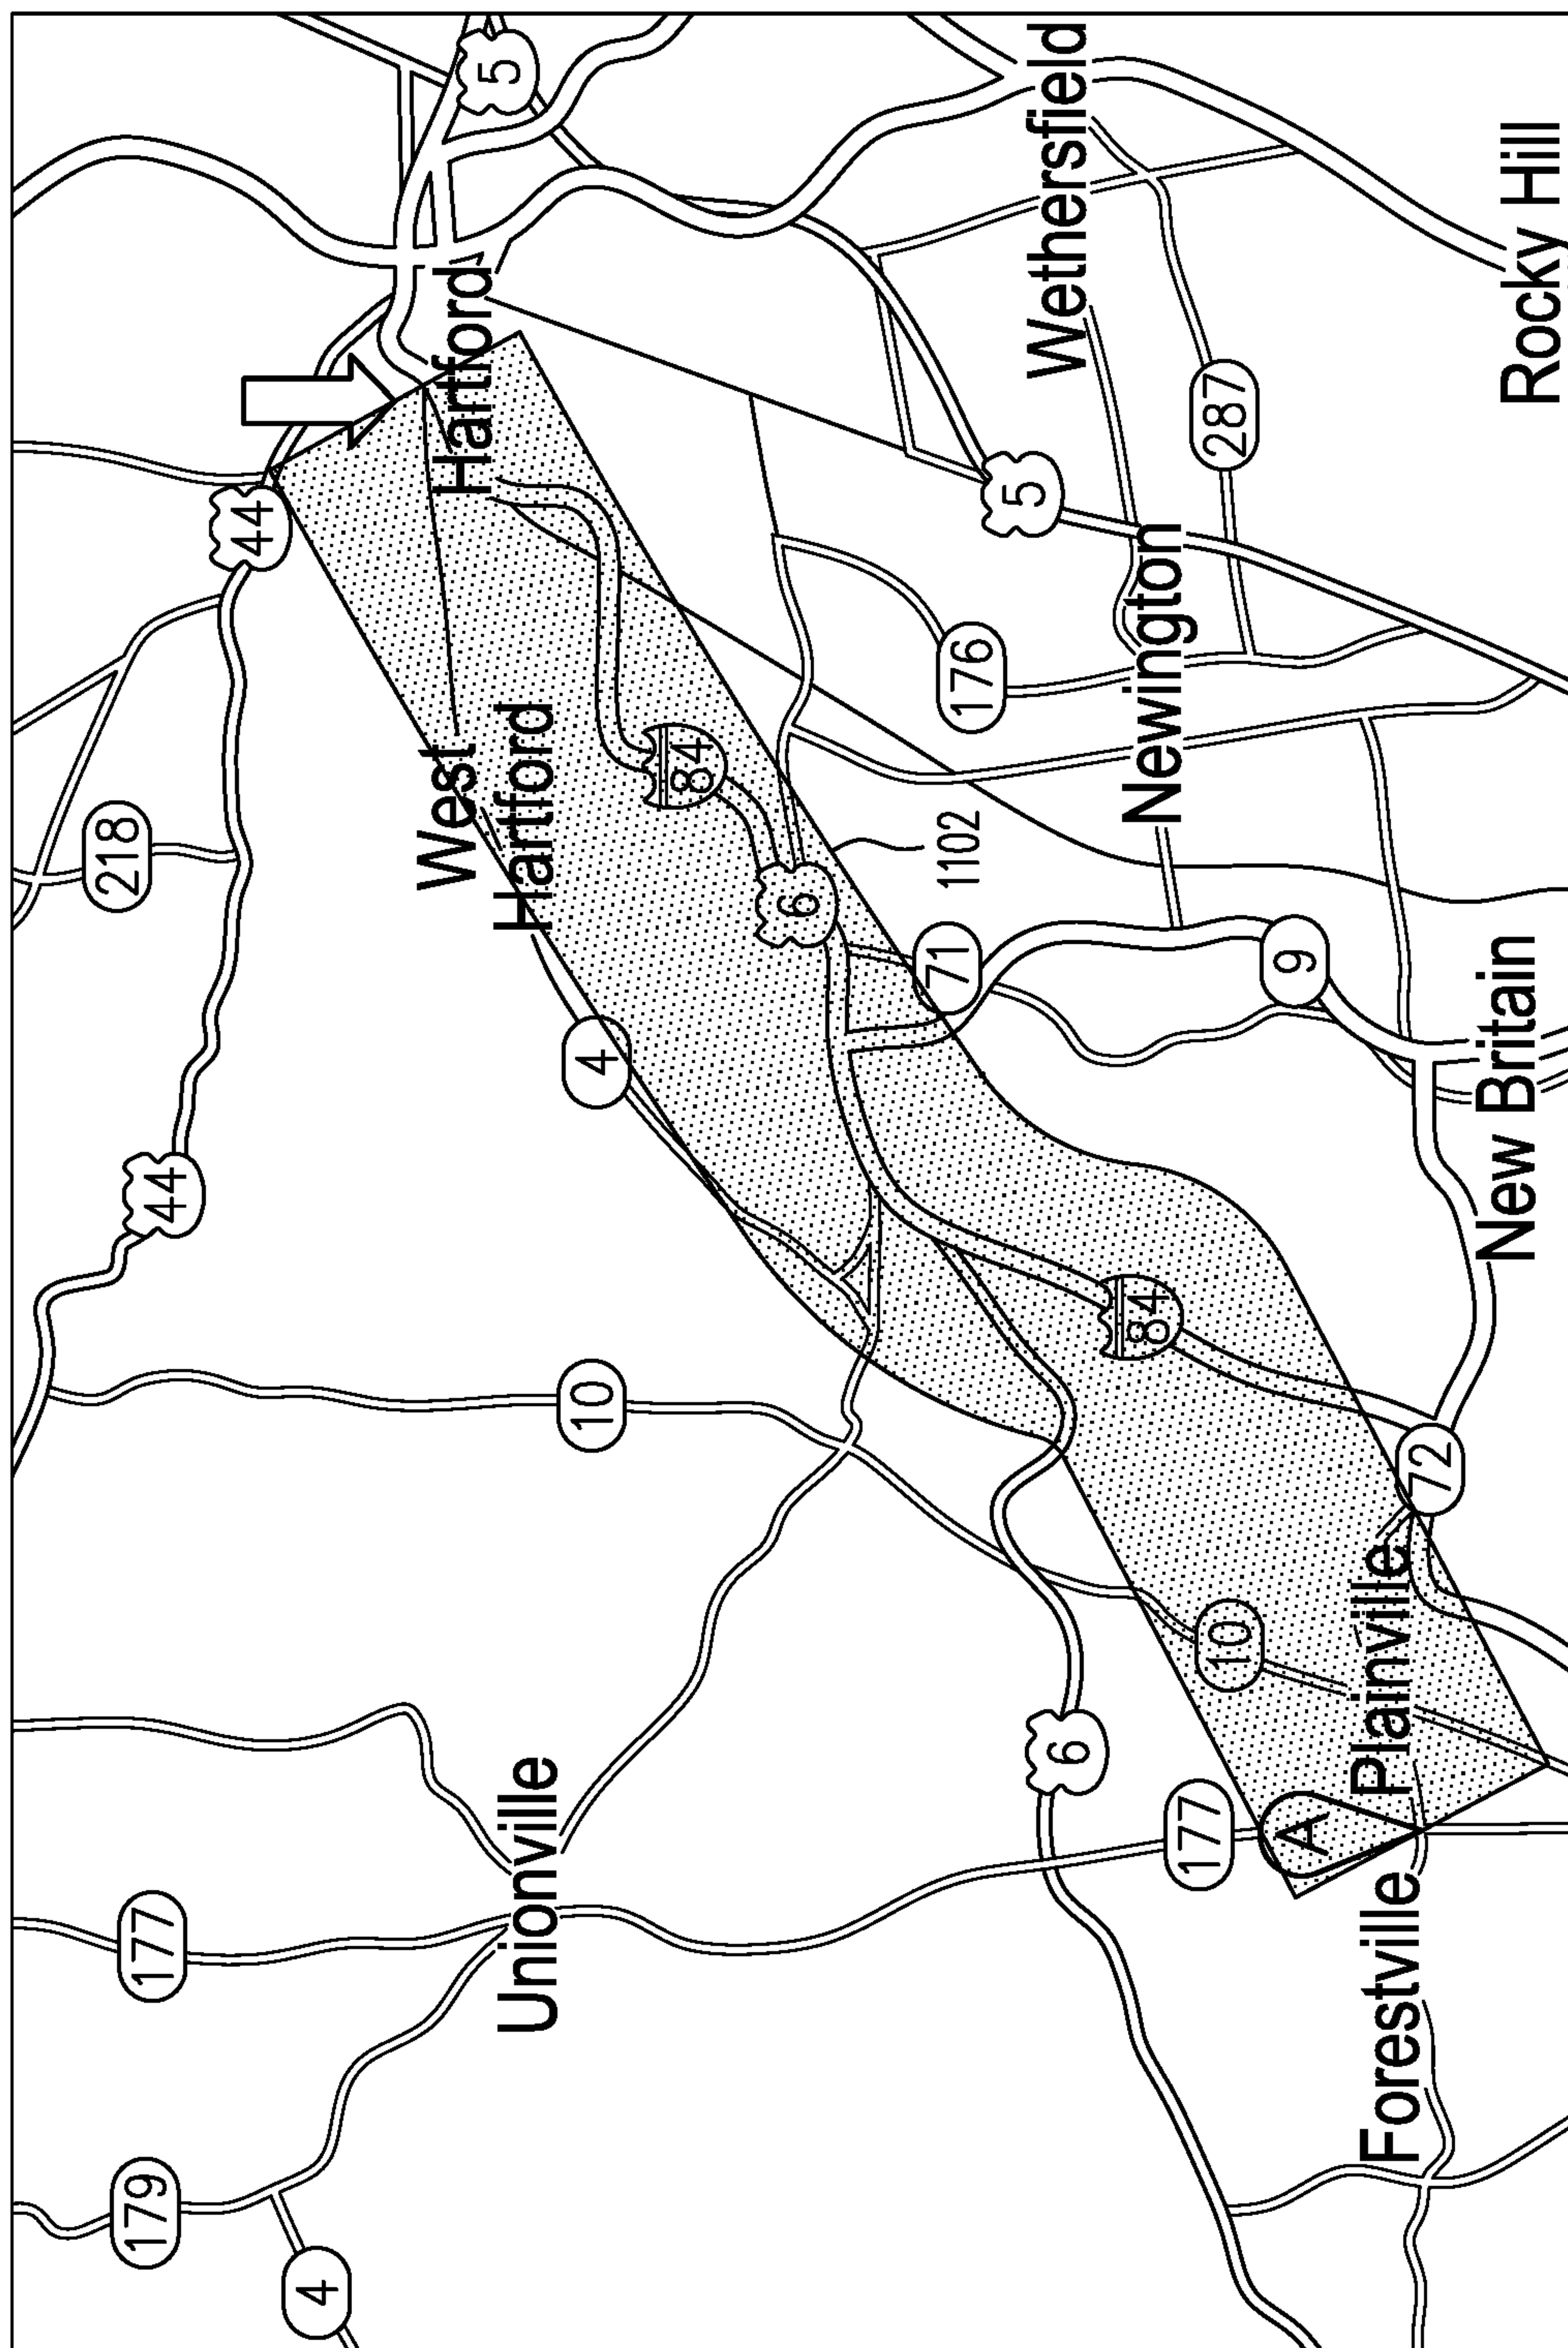 179
177
44
218
44
5
4
10
Unionville
4
West
Hartford
Hartford
6
177
10
84
6
71
84
1102
176
5
Wethersfield
Newington
287
9
A
Forestville
Plainville
72
New Britain
Rocky Hill